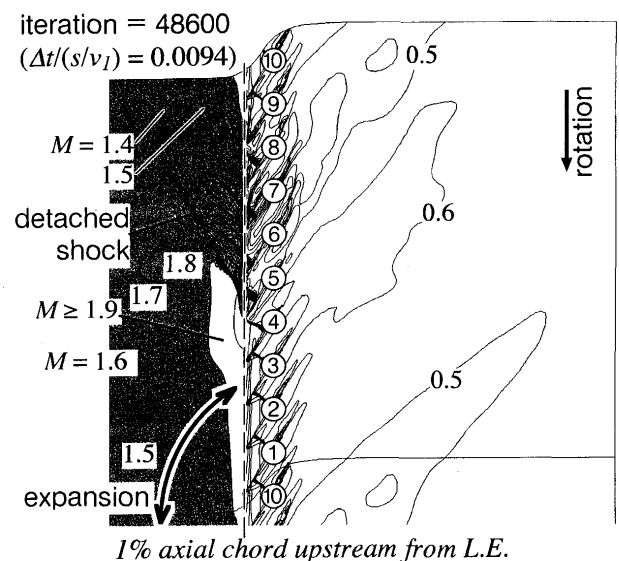 iteration = 48600
(Δt/(s/v₁) = 0.0094)
⑩
0.5
⑨
rotation
M = 1.4
⑧
1.5
⑦
0.6
detached
shock
⑥
1.8
⑤
1.7
M ≥ 1.9
④
M = 1.6
③
0.5
②
1.5
①
expansion
⑩
1% axial chord upstream from L.E.